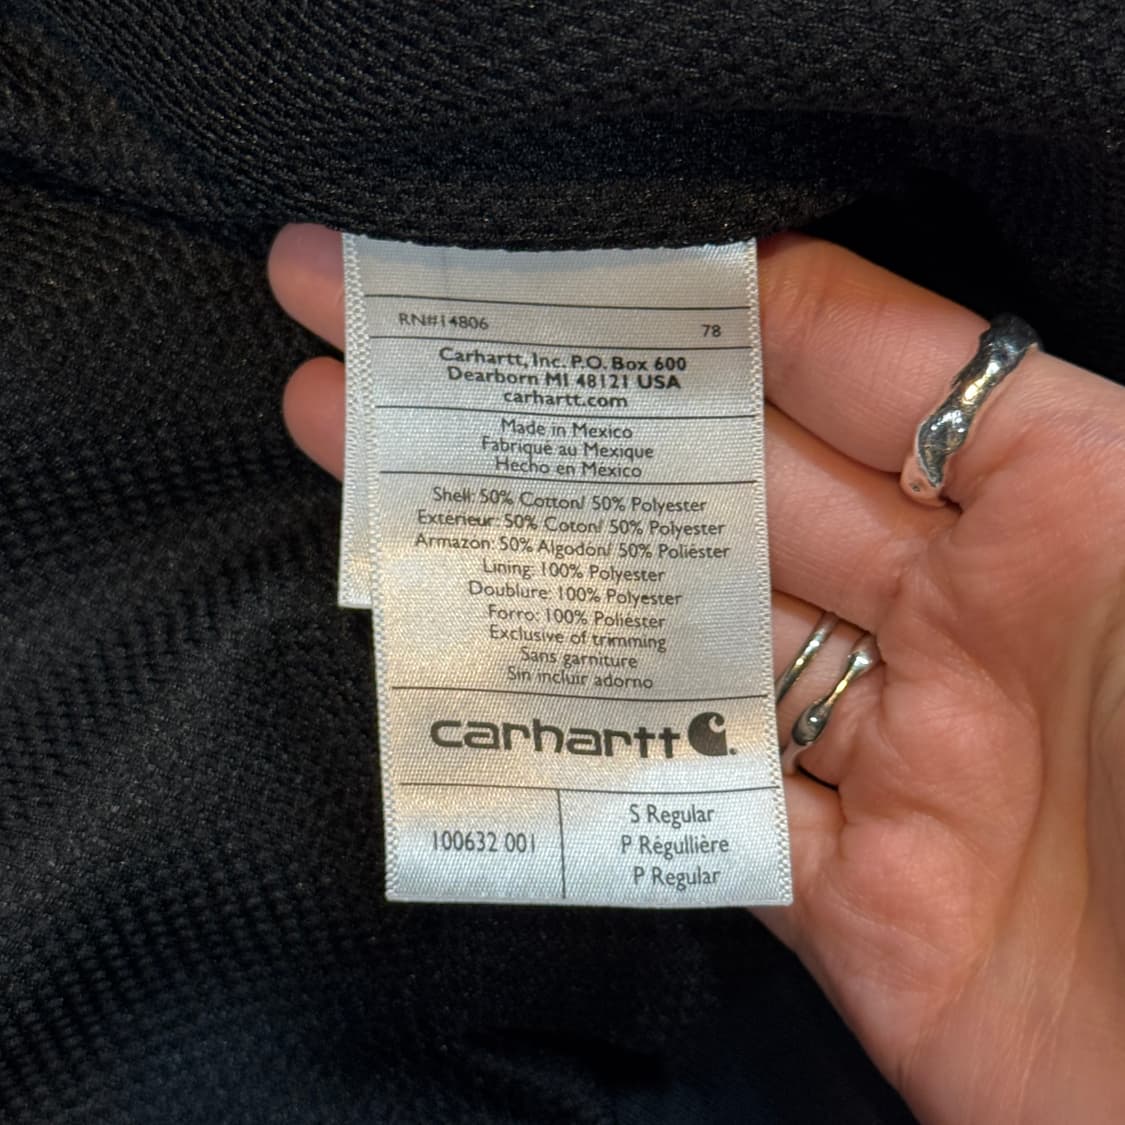 RN#14806 78
Carhartt, Inc. P.O. Box 600
Dearborn MI 48121 USA
carhartt.com
Made in Mexico
Fabriqué au Mexique
Hecho en México
Shell: 50% Cotton/ 50% Polyester
Extérieur: 50% Coton/ 50% Polyester
Armazon: 50% Algodon/ 50% Poliéster
Lining: 100% Polyester
Doublure: 100% Polyester
Forro: 100% Poliéster
Exclusive of trimming
Sans garniture
Sin incluir adorno
carhartt
100632 001
S Regular
P Régullière
P Regular